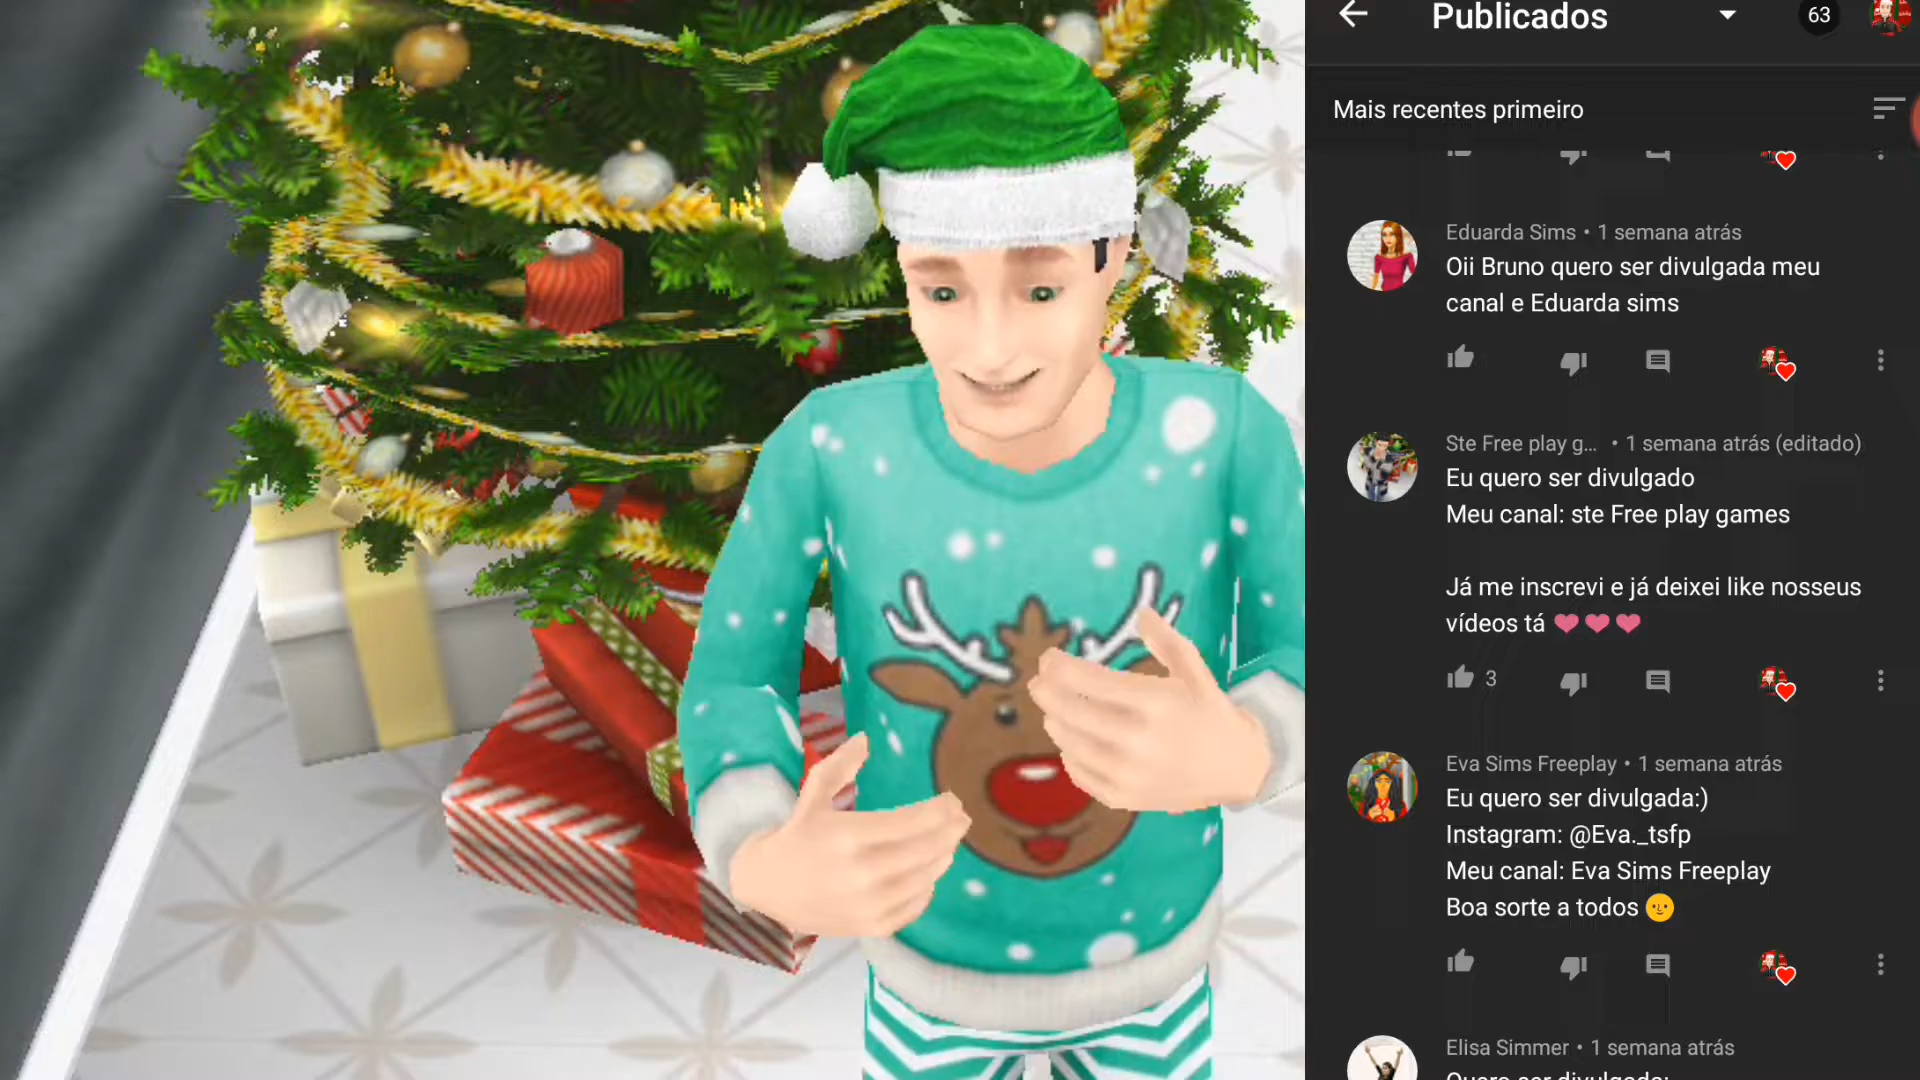 Publicados
63
Mais recentes primeiro
Eduarda Sims • 1 semana atrás
Oii Bruno quero ser divulgada meu
canal e Eduarda sims
Ste Free play g... • 1 semana atrás (editado)
Eu quero ser divulgado
Meu canal: ste Free play games
Já me inscrevi e já deixei like nosseus
vídeos tá ❤❤❤
3
Eva Sims Freeplay • 1 semana atrás
Eu quero ser divulgada:)
Instagram: @Eva._tsfp
Meu canal: Eva Sims Freeplay
Boa sorte a todos 🌝
Elisa Simmer • 1 semana atrás
Quero ser divulgada: